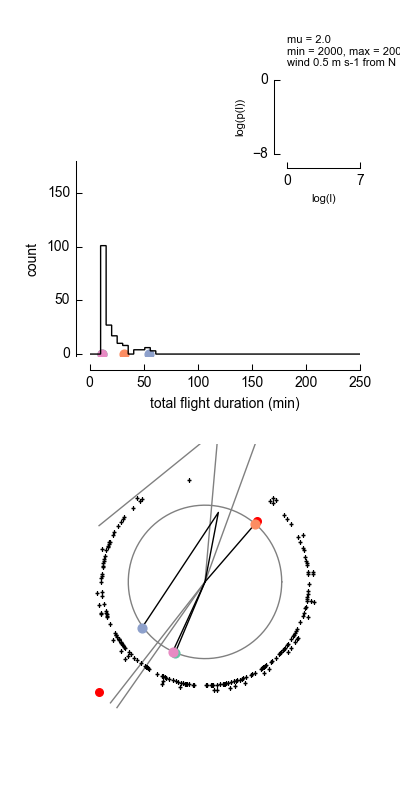 mu = 2.0
min = 2000, max = 200
wind 0.5 m s-1 from N
0
log(p(l))
−8
0 7
log(l)
150
100
50
0
count
0 50 100 150 200 250
total flight duration (min)